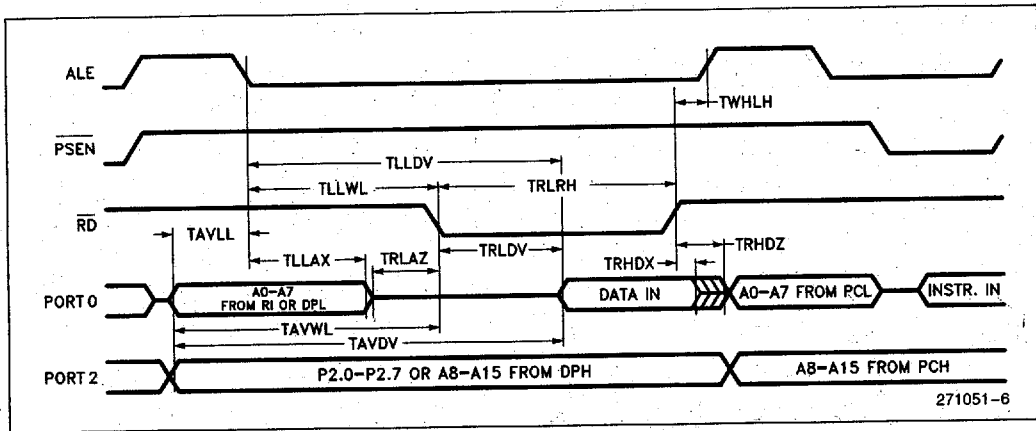 ALE
TWHLH
PSEN
TLLDV
TLLWL
TRLRH
RD
TAVLL
TLLAX
TRLAZ
TRLDV
TRHDX
TRHDZ
PORT 0
A0–A7
FROM RI OR DPL
DATA IN
A0–A7 FROM PCL
INSTR. IN
TAVWL
TAVDV
PORT 2
P2.0–P2.7 OR A8–A15 FROM DPH
A8–A15 FROM PCH
271051–6